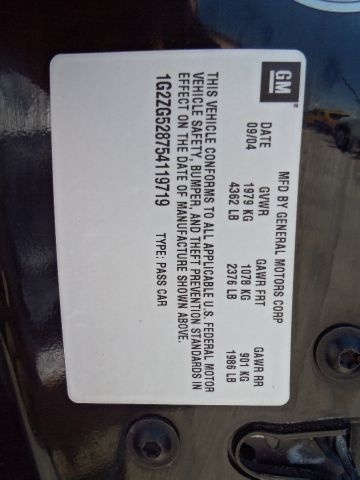 GM
MFD BY GENERAL MOTORS CORP
DATE GVWR GAWR FRT GAWR RR
09/04 1979 KG 1078 KG 901 KG
4362 LB 2376 LB 1986 LB
THIS VEHICLE CONFORMS TO ALL APPLICABLE U.S. FEDERAL MOTOR
VEHICLE SAFETY, BUMPER, AND THEFT PREVENTION STANDARDS IN
EFFECT ON THE DATE OF MANUFACTURE SHOWN ABOVE.
1G2ZG528754119719 TYPE: PASS CAR